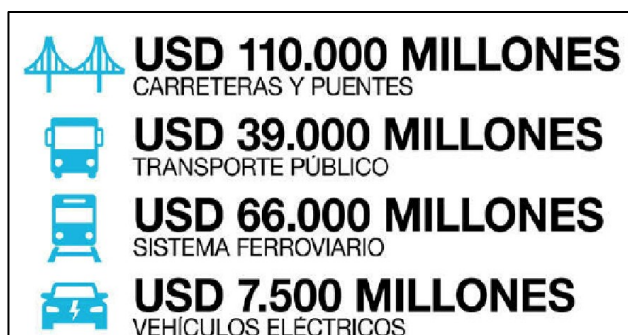 USD 110.000 MILLONES
CARRETERAS Y PUENTES
USD 39.000 MILLONES
TRANSPORTE PÚBLICO
USD 66.000 MILLONES
SISTEMA FERROVIARIO
USD 7.500 MILLONES
VEHÍCULOS ELÉCTRICOS